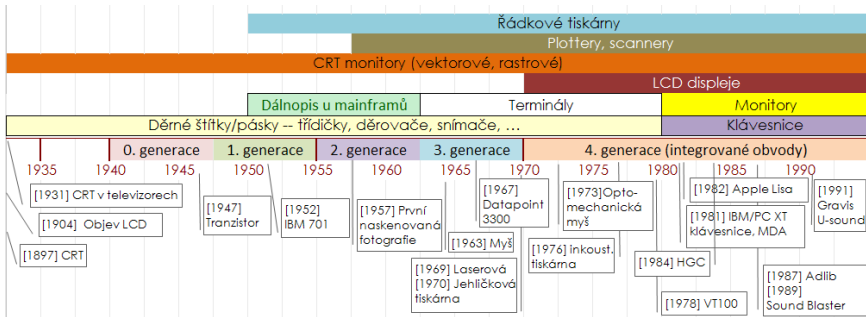 Řádkové tiskárny
Plottery, scannery
CRT monitory (vektorové, rastrové)
LCD displeje
Dálnopis u mainframů
Terminály
Monitory
Děrné štítky/pásky -- třídičky, děrovače, snímače, ...
Klávesnice
0. generace
1. generace
2. generace
3. generace
4. generace (integrované obvody)
1935
1940
1945
1950
1955
1960
1965
1970
1975
1980
1985
1990
[1931] CRT v televizorech
[1904] Objev LCD
[1897] CRT
[1947]
Tranzistor
[1952]
IBM 701
[1957] První
naskenovaná
fotografie
[1967]
Datapoint
3300
[1963] Myš
[1969] Laserová
[1970] Jehličková
tiskárna
[1973]Opto-
mechanická
myš
[1976] inkoust.
tiskárna
[1982] Apple Lisa
[1981] IBM/PC XT
klávesnice, MDA
[1984] HGC
[1978] VT100
[1991]
Gravis
U-sound
[1987] Adlib
[1989]
Sound Blaster